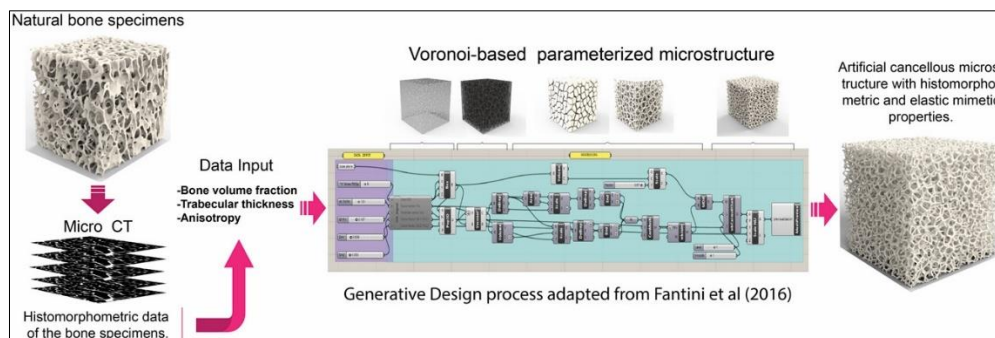 Natural bone specimens
Micro CT
Histomorphometric data
of the bone specimens.
Data Input
-Bone volume fraction
-Trabecular thickness
-Anisotropy
Voronoi-based parameterized microstructure
Generative Design process adapted from Fantini et al (2016)
Artificial cancellous micros
tructure with histomorpho
metric and elastic mimetic
properties.